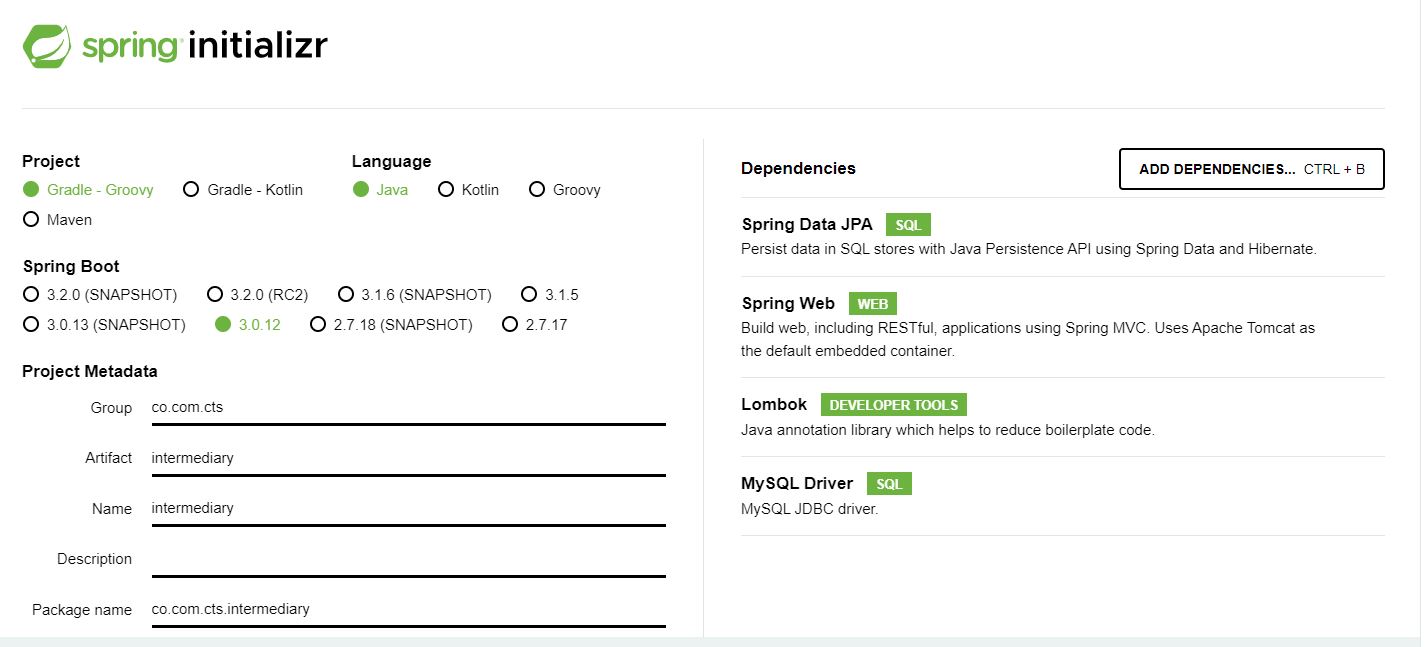 spring initializr
Project
Gradle - Groovy Gradle - Kotlin
Maven
Language
Java Kotlin Groovy
Spring Boot
3.2.0 (SNAPSHOT) 3.2.0 (RC2) 3.1.6 (SNAPSHOT) 3.1.5
3.0.13 (SNAPSHOT) 3.0.12 2.7.18 (SNAPSHOT) 2.7.17
Project Metadata
Group co.com.cts
Artifact intermediary
Name intermediary
Description
Package name co.com.cts.intermediary
Dependencies ADD DEPENDENCIES... CTRL + B
Spring Data JPA SQL
Persist data in SQL stores with Java Persistence API using Spring Data and Hibernate.
Spring Web WEB
Build web, including RESTful, applications using Spring MVC. Uses Apache Tomcat as
the default embedded container.
Lombok DEVELOPER TOOLS
Java annotation library which helps to reduce boilerplate code.
MySQL Driver SQL
MySQL JDBC driver.